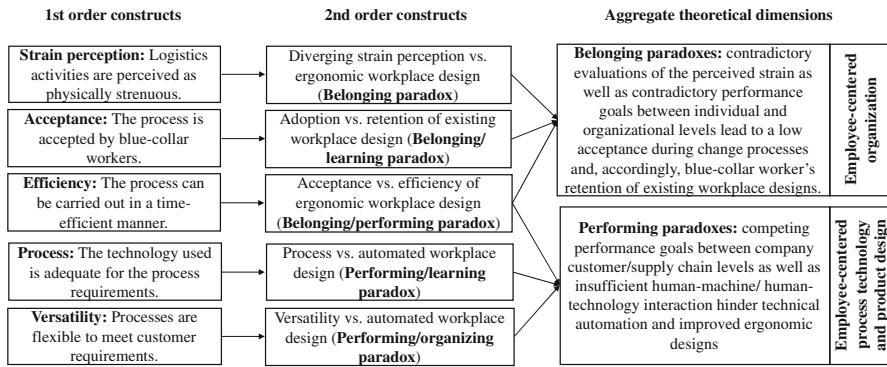 1st order constructs
2nd order constructs
Aggregate theoretical dimensions
Strain perception: Logistics
activities are perceived as
physically strenuous.
Acceptance: The process is
accepted by blue-collar
workers.
Efficiency: The process can
be carried out in a time-
efficient manner.
Process: The technology used
is adequate for the process
requirements.
Versatility: Processes are
flexible to meet customer
requirements.
Diverging strain perception vs.
ergonomic workplace design
(Belonging paradox)
Adoption vs. retention of existing
workplace design (Belonging/
learning paradox)
Acceptance vs. efficiency of
ergonomic workplace design
(Belonging/performing paradox)
Process vs. automated workplace
design (Performing/learning
paradox)
Versatility vs. automated workplace
design (Performing/organizing
paradox)
Belonging paradoxes: contradictory
evaluations of the perceived strain as
well as contradictory performance
goals between individual and
organizational levels lead to a low
acceptance during change processes
and, accordingly, blue-collar worker's
retention of existing workplace designs.
Employee-centered
organization
Performing paradoxes: competing
performance goals between company
customer/supply chain levels as well as
insufficient human-machine/ human-
technology interaction hinder technical
automation and improved ergonomic
designs
Employee-centered
process technology
and product design